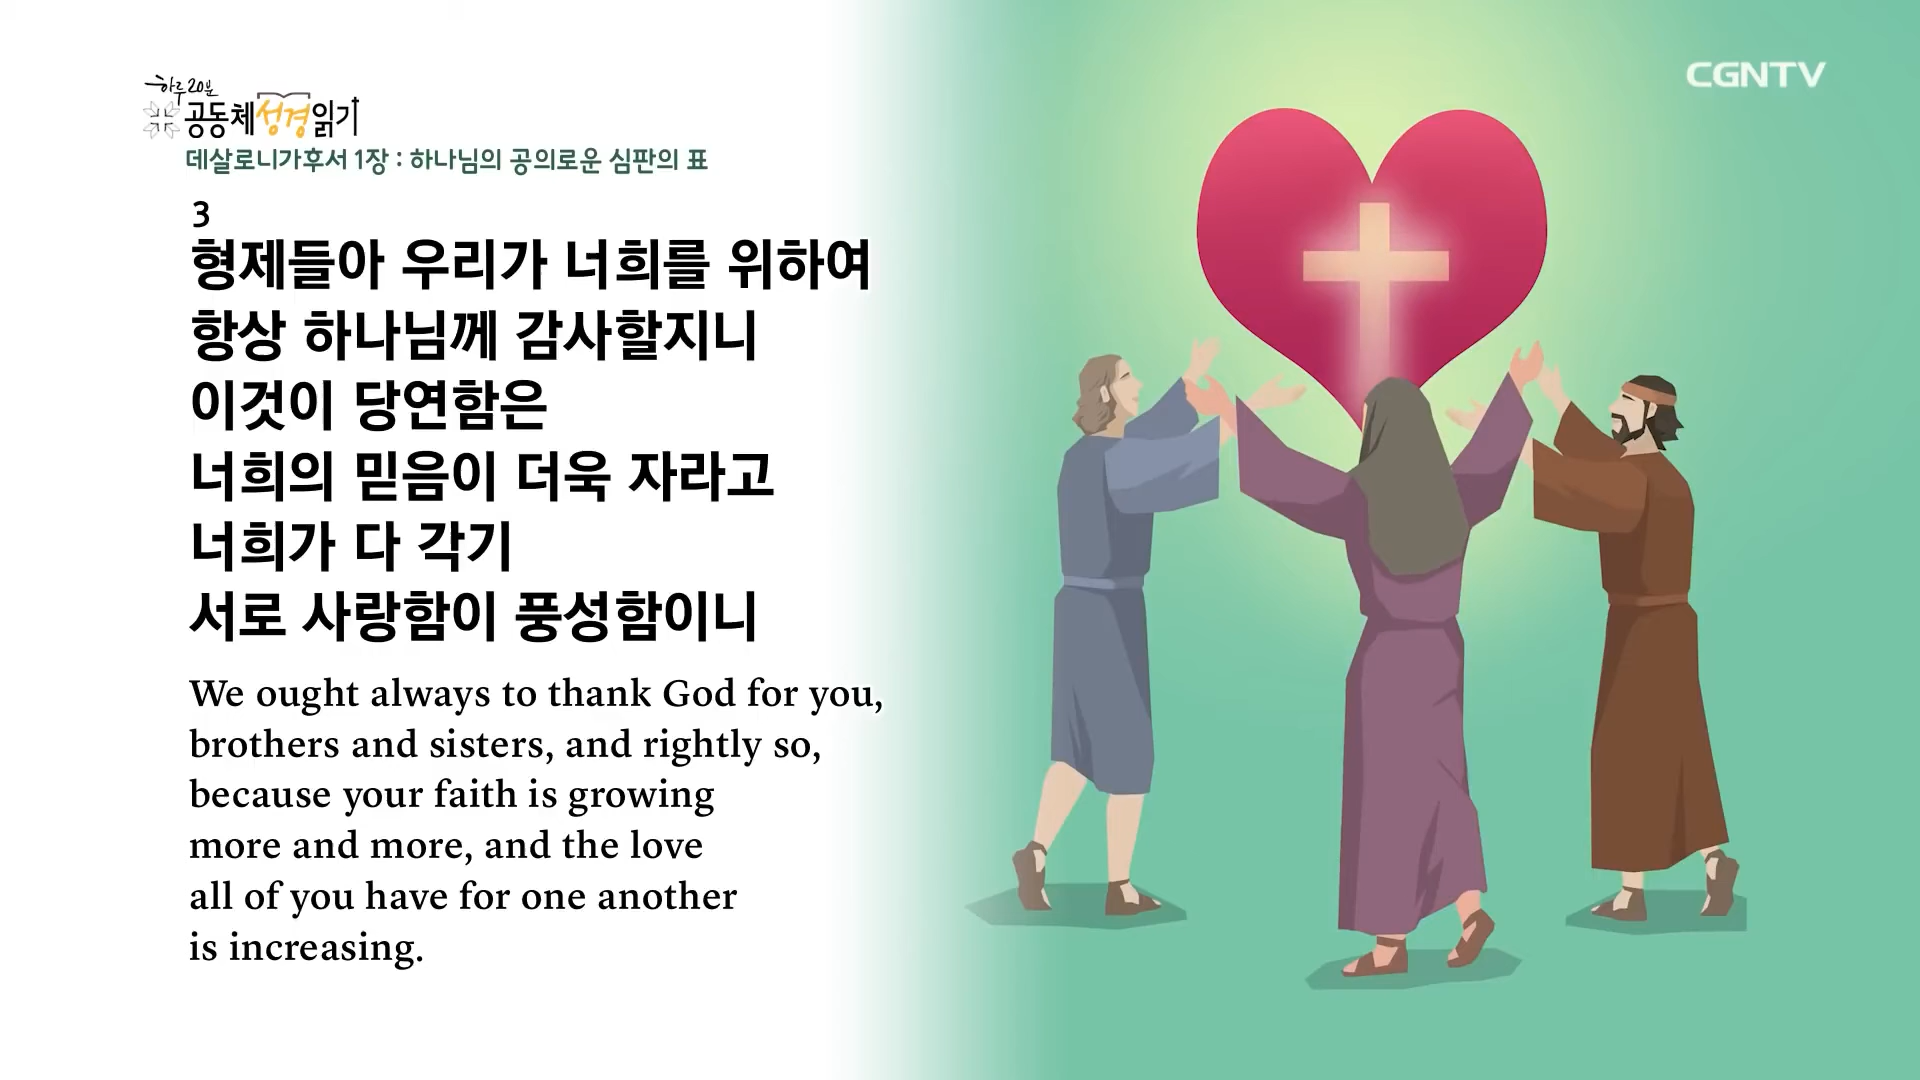 하루 20분
공동체성경읽기
CGNTV
데살로니가후서 1장 : 하나님의 공의로운 심판의 표
3
형제들아 우리가 너희를 위하여
항상 하나님께 감사할지니
이것이 당연함은
너희의 믿음이 더욱 자라고
너희가 다 각기
서로 사랑함이 풍성함이니
We ought always to thank God for you,
brothers and sisters, and rightly so,
because your faith is growing
more and more, and the love
all of you have for one another
is increasing.